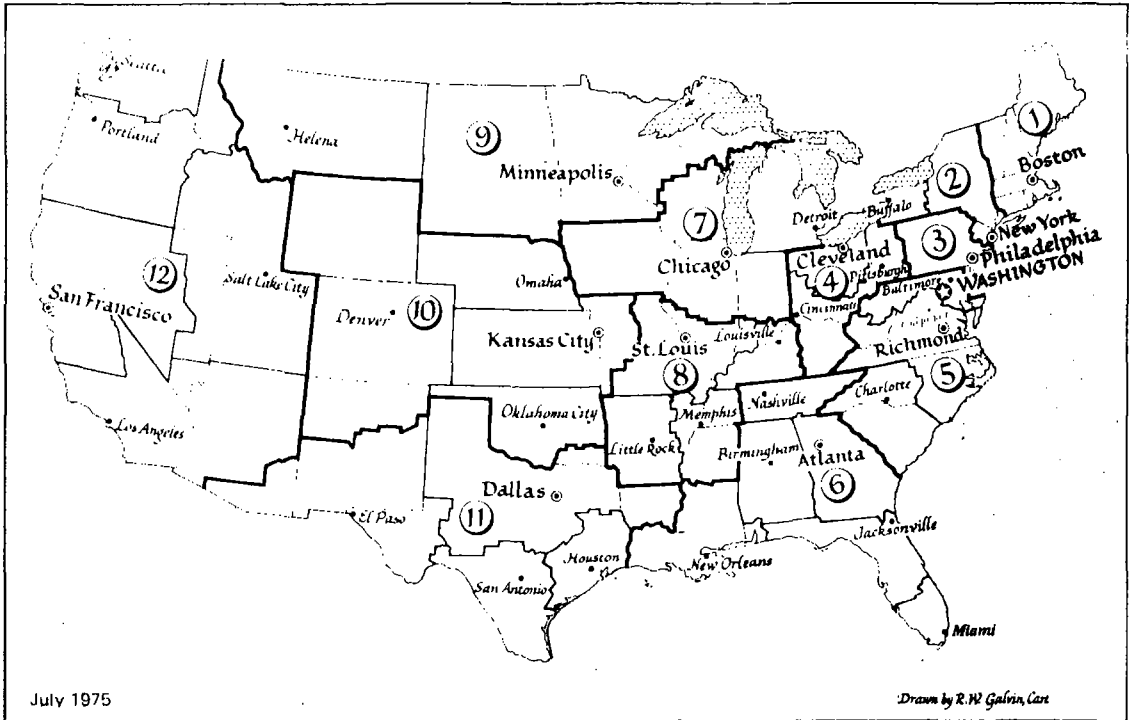 Seattle
Portland
Helena
9
Minneapolis
1
Boston
2
Buffalo
Detroit
7
Chicago
Cleveland
4
Pittsburgh
3
New York
Philadelphia
WASHINGTON
Baltimore
Cincinnati
12
San Francisco
Salt Lake City
Omaha
Denver
10
Kansas City
St. Louis
8
Louisville
Richmond
5
Los Angeles
Oklahoma City
Memphis
Nashville
Charlotte
Little Rock
Birmingham
Atlanta
6
Dallas
11
El Paso
Houston
San Antonio
New Orleans
Jacksonville
Miami
July 1975
Drawn by R.W. Galvin, Cart